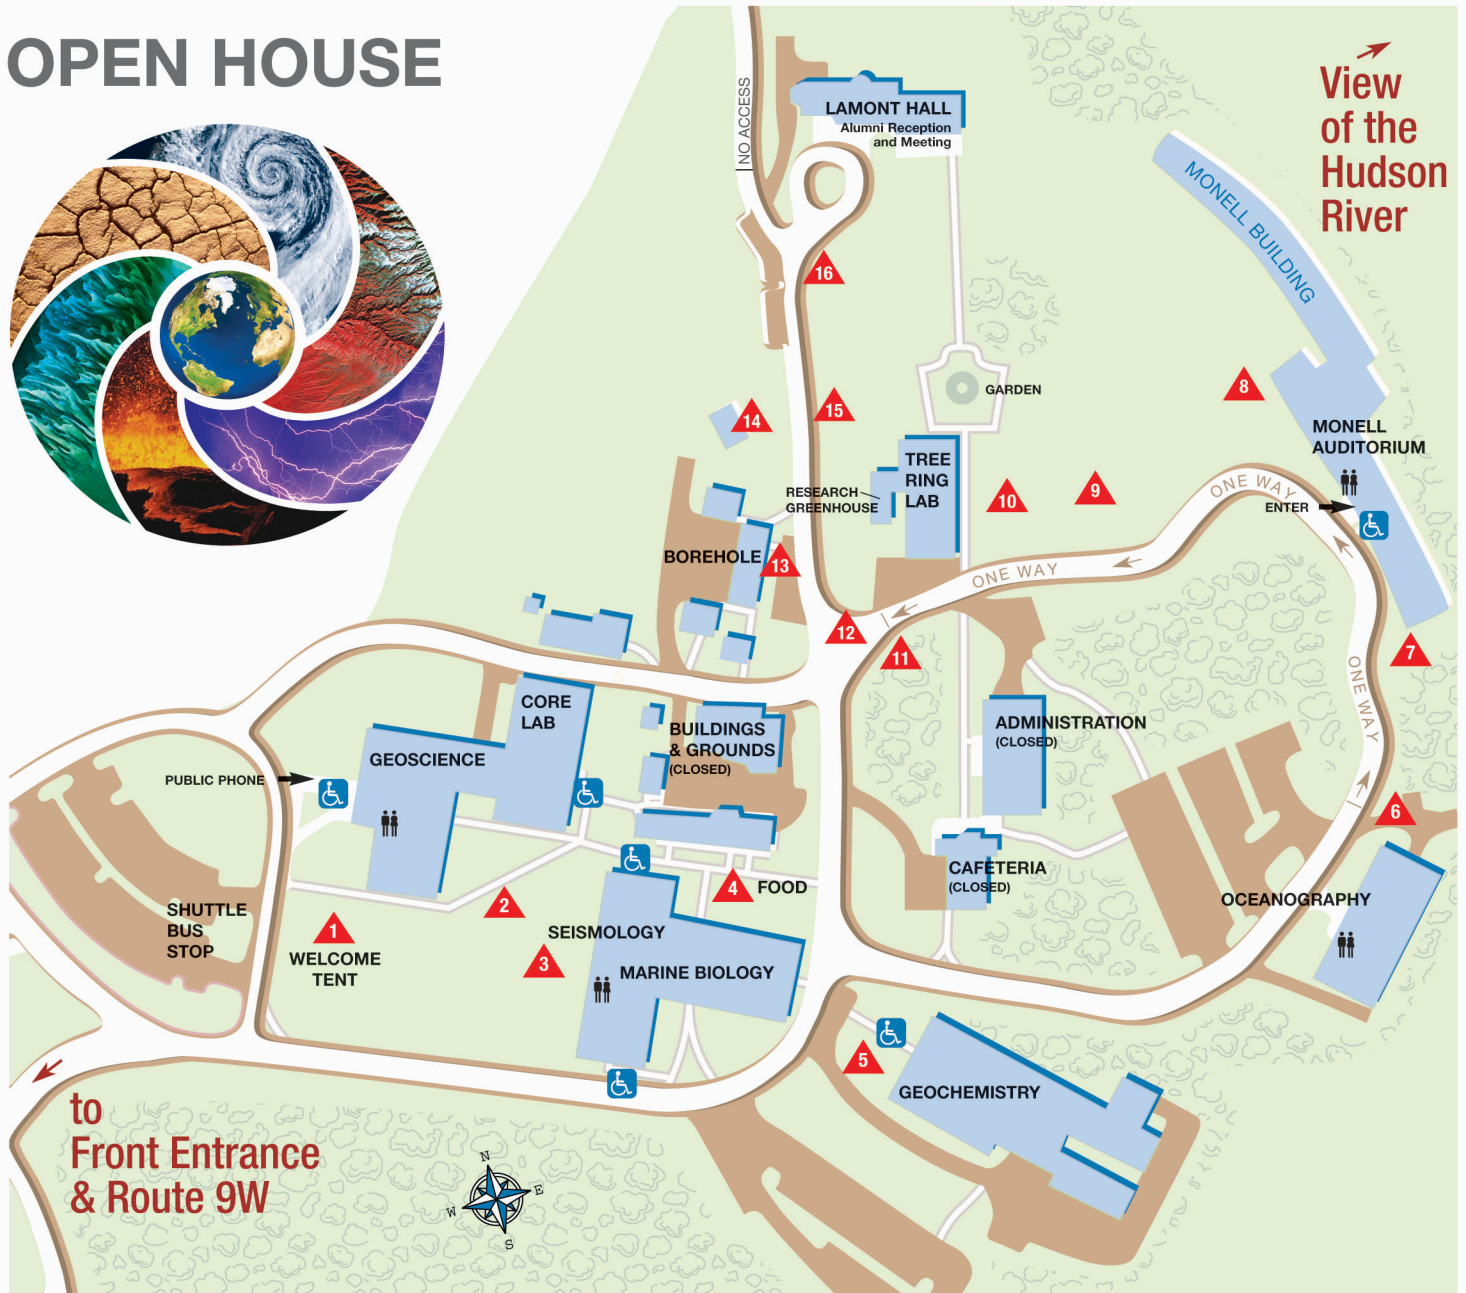 OPEN HOUSE
NO ACCESS
LAMONT HALL
Alumni Reception
and Meeting
View
of the
Hudson
River
MONELL BUILDING
16
GARDEN
8
15
14
MONELL
AUDITORIUM
TREE
RING
LAB
RESEARCH
GREENHOUSE
10
9
ONE WAY
ENTER
BOREHOLE
13
ONE WAY
12
11
7
ONE WAY
CORE
LAB
BUILDINGS
& GROUNDS
(CLOSED)
ADMINISTRATION
(CLOSED)
GEOSCIENCE
PUBLIC PHONE
6
CAFETERIA
(CLOSED)
4
FOOD
OCEANOGRAPHY
SHUTTLE
BUS
STOP
2
1
WELCOME
TENT
SEISMOLOGY
3
MARINE BIOLOGY
5
GEOCHEMISTRY
to
Front Entrance
& Route 9W
N
E
W
S